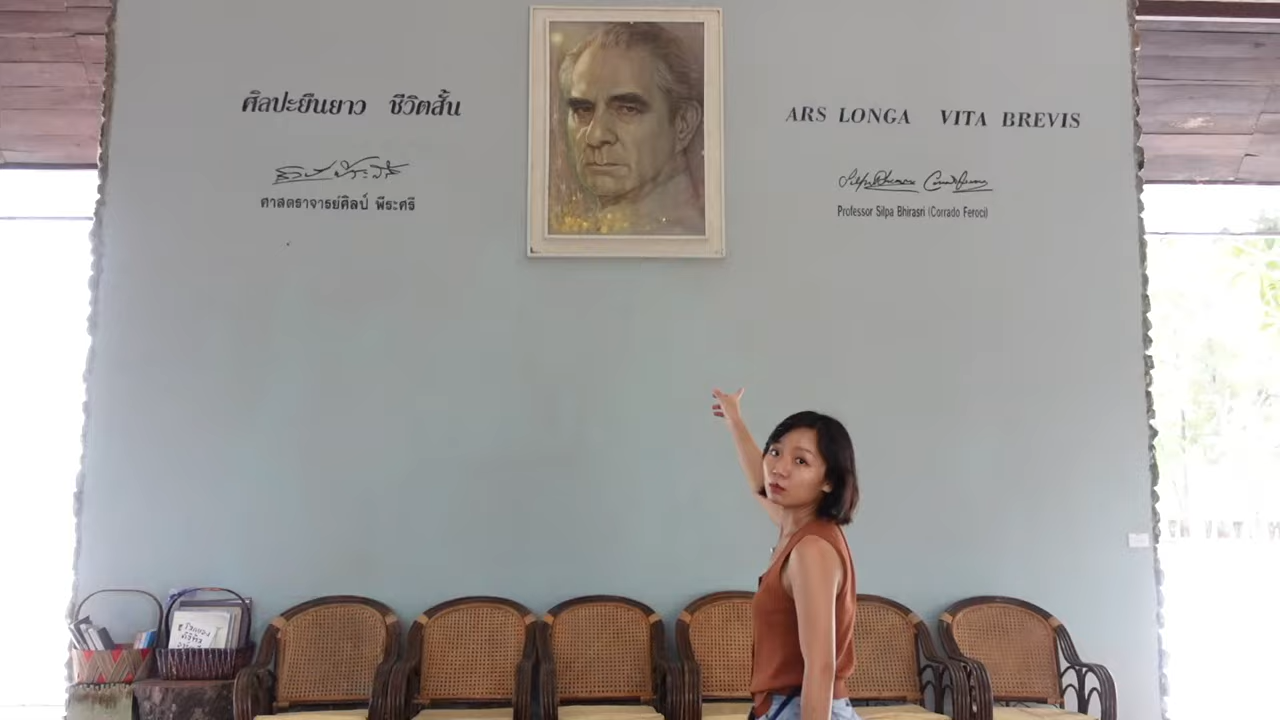 ศิลปะยืนยาว ชีวิตสั้น
ศาสตราจารย์ศิลป์ พีระศรี
ARS LONGA VITA BREVIS
Professor Silpa Bhirasri (Corrado Feroci)